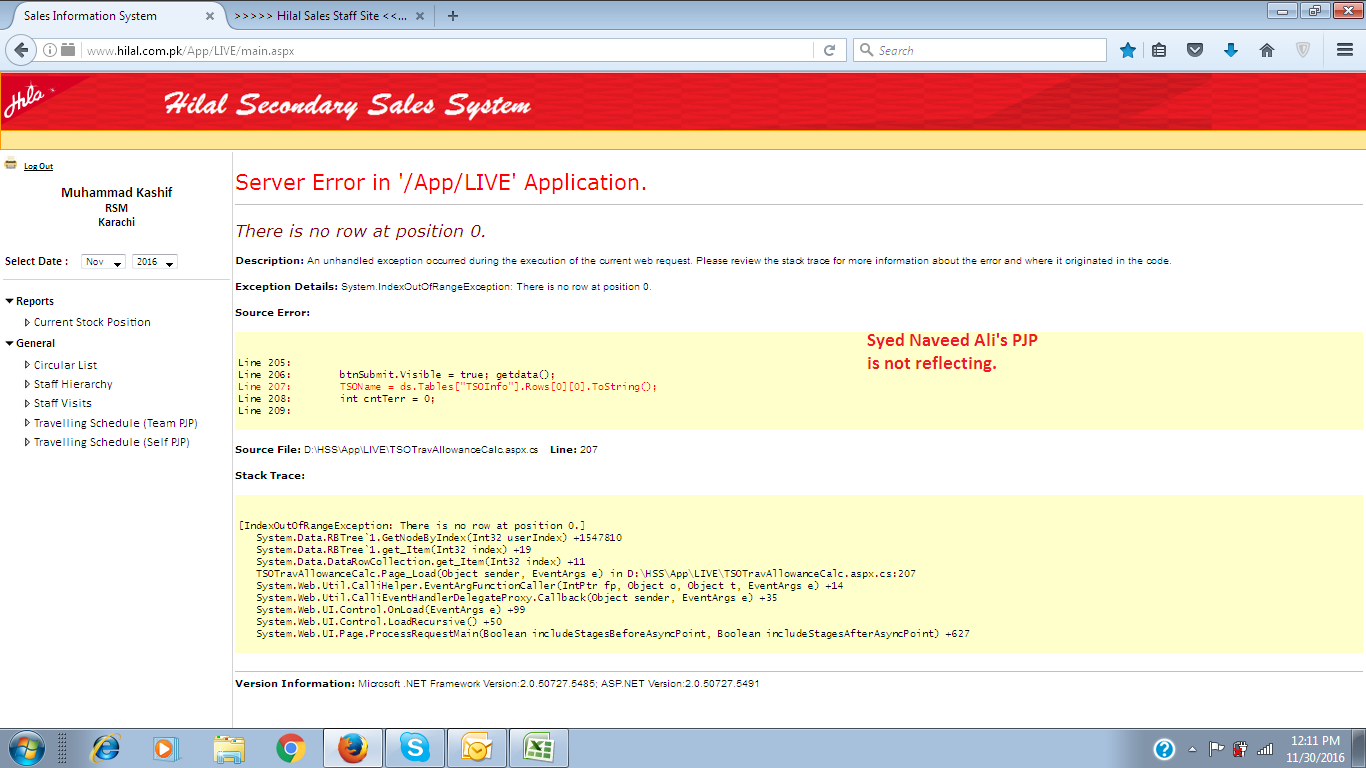 Sales Information System
>>>>> Hilal Sales Staff Site <<...
www.hilal.com.pk/App/LIVE/main.aspx
Search
Hilal
Hilal Secondary Sales System
Log Out
Muhammad Kashif
RSM
Karachi
Select Date : Nov 2016
Reports
Current Stock Position
General
Circular List
Staff Hierarchy
Staff Visits
Travelling Schedule (Team PJP)
Travelling Schedule (Self PJP)
Server Error in '/App/LIVE' Application.
There is no row at position 0.
Description: An unhandled exception occurred during the execution of the current web request. Please review the stack trace for more information about the error and where it originated in the code.
Exception Details: System.IndexOutOfRangeException: There is no row at position 0.
Source Error:
Syed Naveed Ali's PJP
is not reflecting.
Line 205:
Line 206: btnSubmit.Visible = true; getdata();
Line 207: TSOName = ds.Tables["TSOInfo"].Rows[0][0].ToString();
Line 208: int cntTerr = 0;
Line 209:
Source File: D:\HSS\App\LIVE\TSOTravAllowanceCalc.aspx.cs Line: 207
Stack Trace:
[IndexOutOfRangeException: There is no row at position 0.]
System.Data.RBTree`1.GetNodeByIndex(Int32 userIndex) +1547810
System.Data.RBTree`1.get_Item(Int32 index) +19
System.Data.DataRowCollection.get_Item(Int32 index) +11
TSOTravAllowanceCalc.Page_Load(Object sender, EventArgs e) in D:\HSS\App\LIVE\TSOTravAllowanceCalc.aspx.cs:207
System.Web.Util.CalliHelper.EventArgFunctionCaller(IntPtr fp, Object o, Object t, EventArgs e) +14
System.Web.Util.CalliEventHandlerDelegateProxy.Callback(Object sender, EventArgs e) +35
System.Web.UI.Control.OnLoad(EventArgs e) +99
System.Web.UI.Control.LoadRecursive() +50
System.Web.UI.Page.ProcessRequestMain(Boolean includeStagesBeforeAsyncPoint, Boolean includeStagesAfterAsyncPoint) +627
Version Information: Microsoft .NET Framework Version:2.0.50727.5485; ASP.NET Version:2.0.50727.5491
12:11 PM
11/30/2016